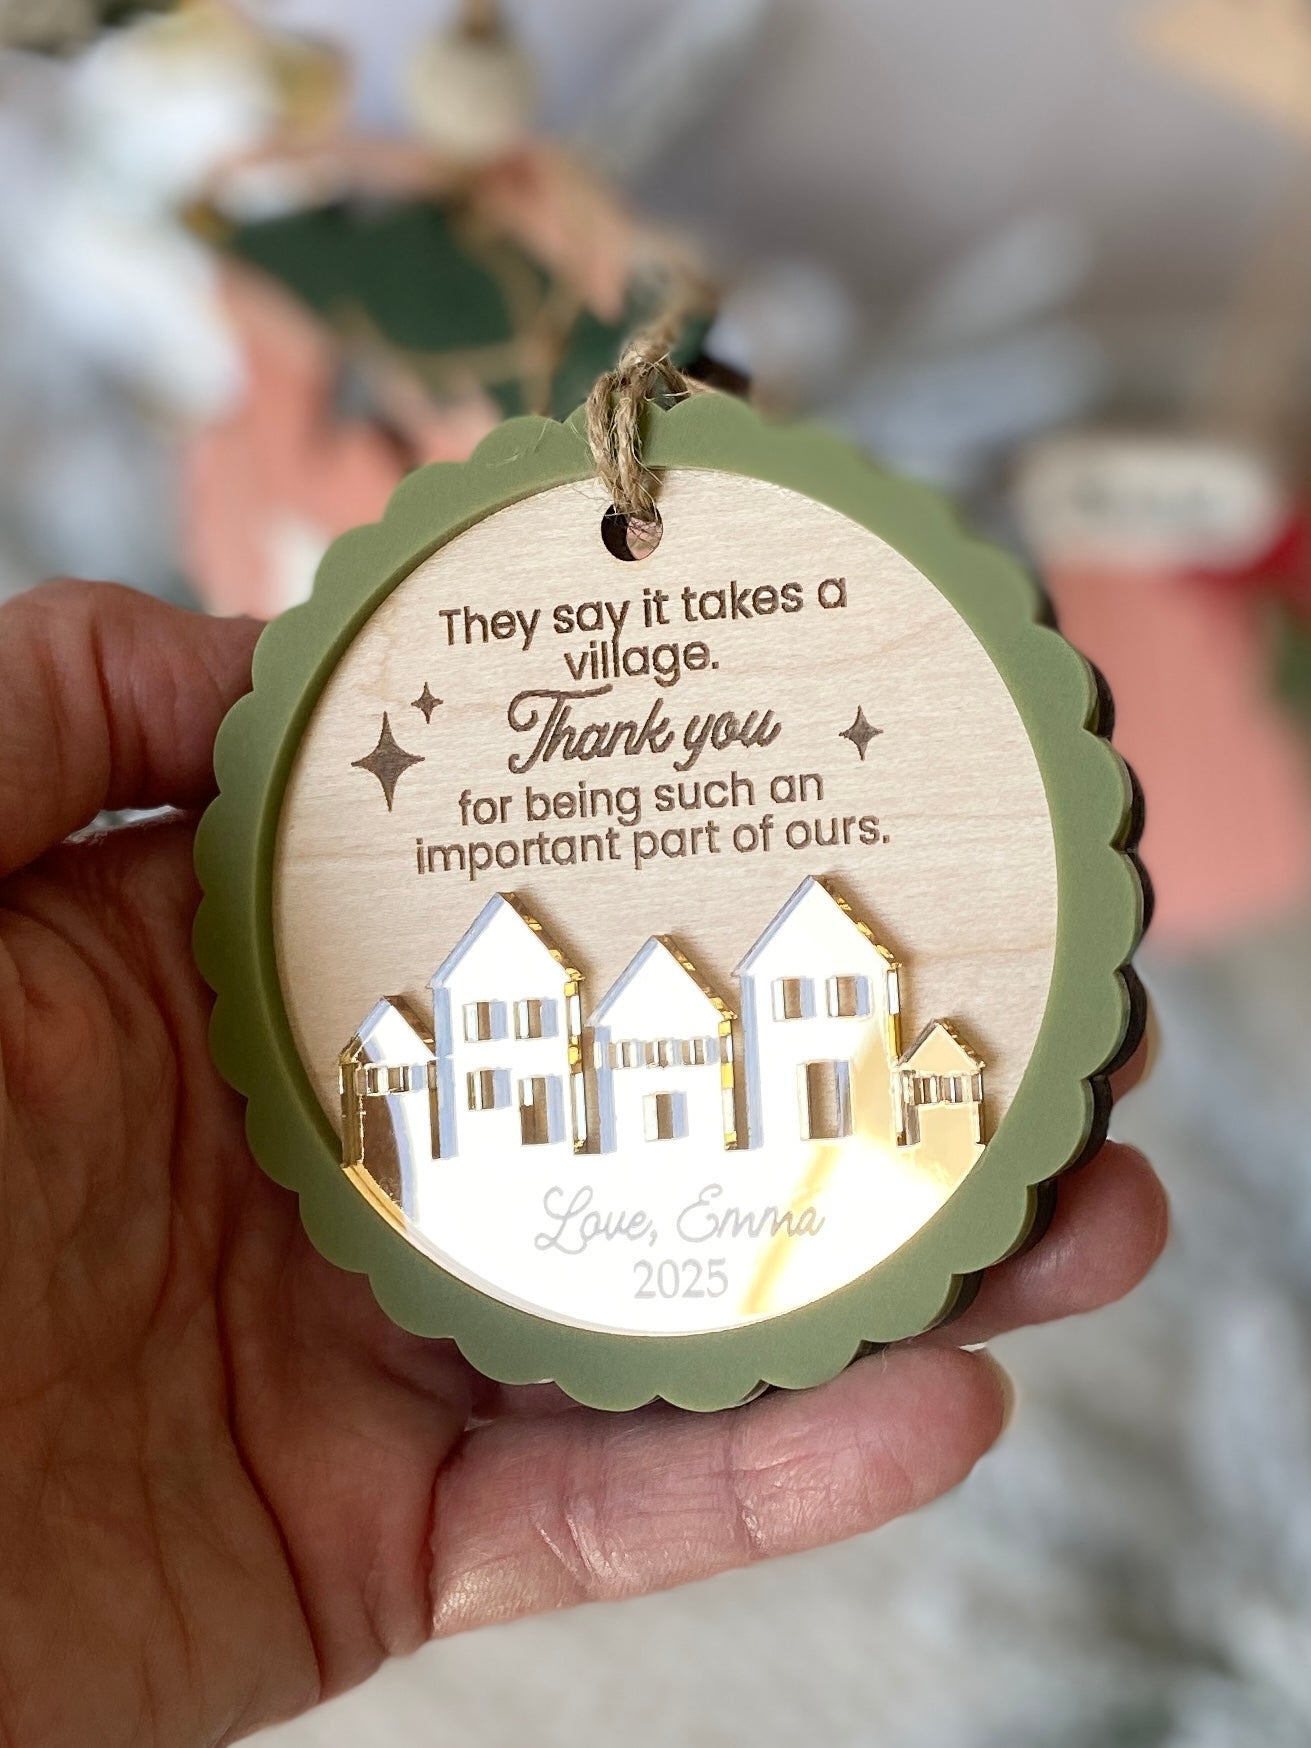 They say it takes a
village.
Thank you
for being such an
important part of ours.
Love, Emma
2025